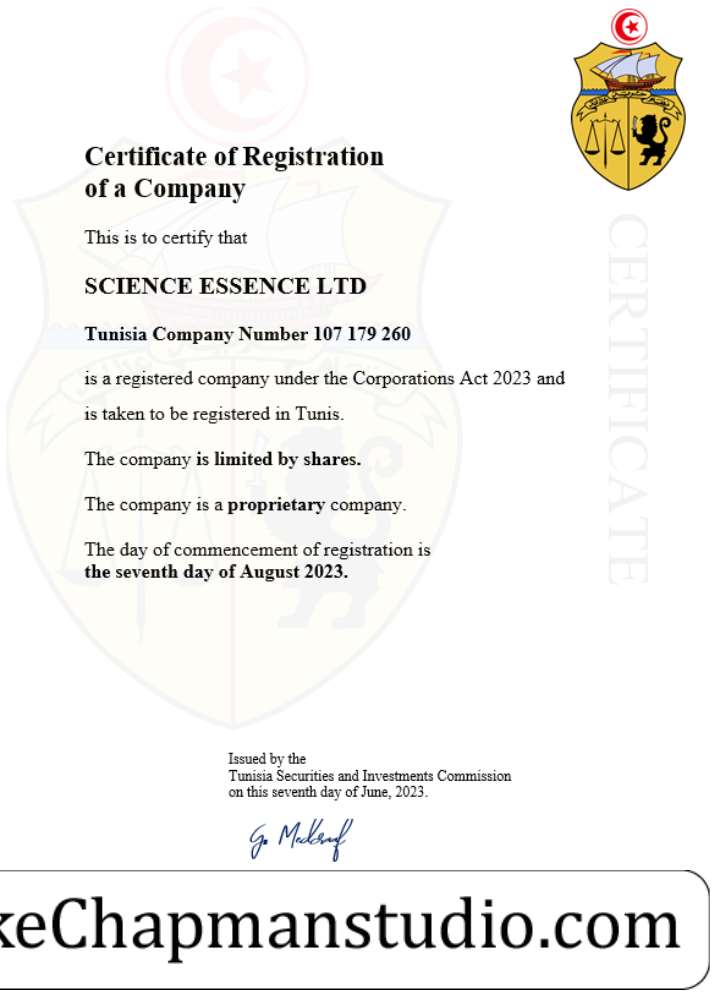 Certificate of Registration
of a Company
This is to certify that
SCIENCE ESSENCE LTD
Tunisia Company Number 107 179 260
is a registered company under the Corporations Act 2023 and
is taken to be registered in Tunis.
The company is limited by shares.
The company is a proprietary company.
The day of commencement of registration is
the seventh day of August 2023.
CERTIFICATE
Issued by the
Tunisia Securities and Investments Commission
on this seventh day of June, 2023.
keChapmanstudio.com